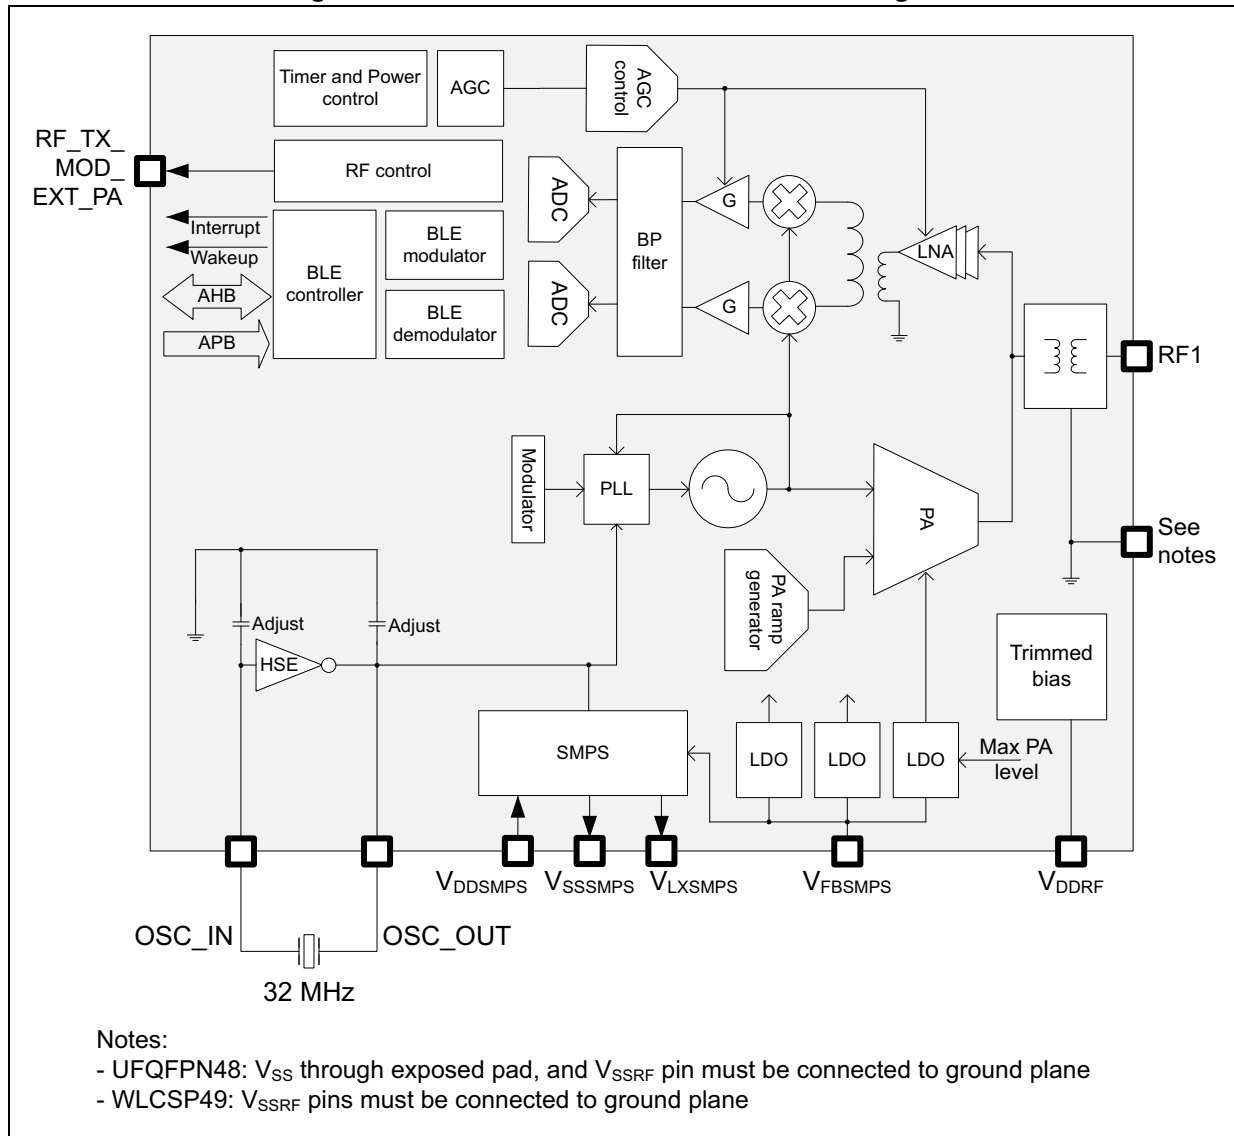 Timer and Power
control
AGC
AGC
control
RF_TX_
MOD_
EXT_PA
RF control
Interrupt
Wakeup
AHB
APB
BLE
controller
BLE
modulator
BLE
demodulator
ADC
ADC
BP
filter
G
G
LNA
RF1
Modulator
PLL
PA
See
notes
PA ramp
generator
Adjust
Adjust
HSE
Trimmed
bias
SMPS
LDO
LDO
LDO
Max PA
level
VDDSMPS
VSSSMPS
VLXSMPS
VFBSMPS
VDDRF
OSC_IN
OSC_OUT
32 MHz
Notes:
- UFQFPN48: VSS through exposed pad, and VSSRF pin must be connected to ground plane
- WLCSP49: VSSRF pins must be connected to ground plane